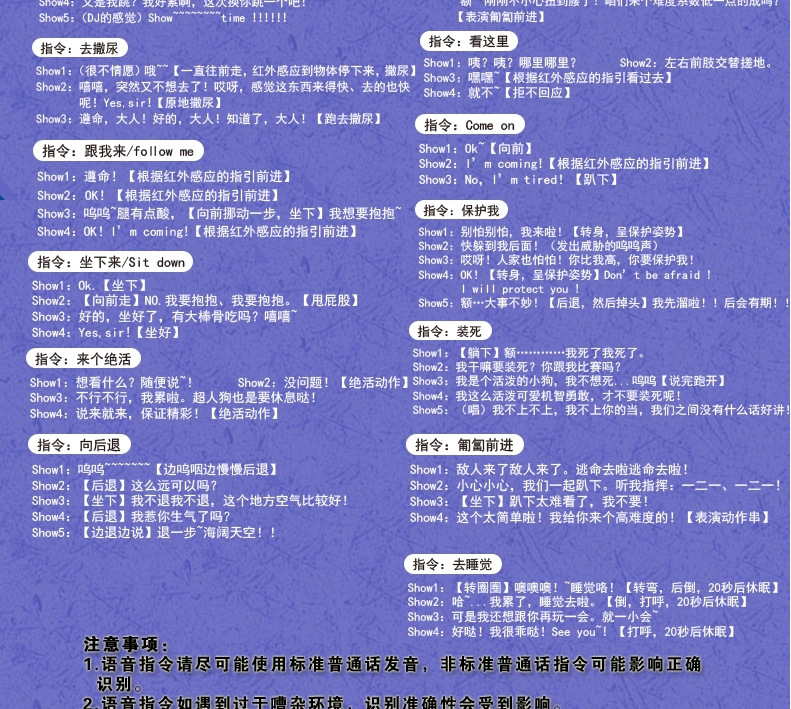 Show4：又是我跳？我好累啊，这次换你跳一个吧！
Show5：（DJ的感觉）Show~~~~~~~~time !!!!!!
指令：去撒尿
Show1：（很不情愿）哦~~【一直往前走，红外感应到物体停下来，撒尿】
Show2：嘻嘻，突然又不想去了！哎呀，感觉这东西来得快、去的也快
呢！Yes,sir!【原地撒尿】
Show3：遵命，大人！好的，大人！知道了，大人！【跑去撒尿】
指令：跟我来/follow me
Show1：遵命！【根据红外感应的指引前进】
Show2：OK！【根据红外感应的指引前进】
Show3：呜呜~腿有点酸，【向前挪动一步，坐下】我想要抱抱~
Show4：OK！I'm coming!【根据红外感应的指引前进】
指令：坐下来/Sit down
Show1：Ok.【坐下】
Show2：【向前走】NO.我要抱抱、我要抱抱。【甩屁股】
Show3：好的，坐好了，有大棒骨吃吗？嘻嘻~
Show4：Yes,sir!【坐好】
指令：来个绝活
Show1：想看什么？随便说~！ Show2：没问题！【绝活动作】
Show3：不行不行，我累啦。超人狗也是要休息哒！
Show4：说来就来，保证精彩！【绝活动作】
指令：向后退
Show1：呜呜~~~~~~~【边呜咽边慢慢后退】
Show2：【后退】这么远可以吗？
Show3：【坐下】我不退我不退，这个地方空气比较好！
Show4：【后退】我惹你生气了吗？
Show5：【边退边说】退一步~海阔天空！！
额~刚刚不小心扭到腰了！咱们来个难度系数低一点的成吗？
【表演匍匐前进】
指令：看这里
Show1：咦？咦？哪里哪里？ Show2：左右前肢交替搓地。
Show3：嘿嘿~【根据红外感应的指引看过去】
Show4：就不~【拒不回应】
指令：Come on
Show1：Ok~【向前】
Show2：I'm coming!【根据红外感应的指引前进】
Show3：No, I'm tired! 【趴下】
指令：保护我
Show1：别怕别怕，我来啦！【转身，呈保护姿势】
Show2：快躲到我后面！（发出威胁的呜呜声）
Show3：哎呀！人家也怕怕！你比我高，你要保护我！
Show4：OK！【转身，呈保护姿势】Don't be afraid !
I will protect you !
Show5：额…大事不妙！【后退，然后掉头】我先溜啦！！后会有期！！
指令：装死
Show1：【躺下】额…………我死了我死了。
Show2：我干嘛要装死？你跟我比赛吗？
Show3：我是个活泼的小狗，我不想死...呜呜【说完跑开】
Show4：我这么活泼可爱机智勇敢，才不要装死呢！
Show5：（唱）我不上不上，我不上你的当，我们之间没有什么话好讲！
指令：匍匐前进
Show1：敌人来了敌人来了。逃命去啦逃命去啦！
Show2：小心小心，我们一起趴下。听我指挥：一二一、一二一！
Show3：【坐下】趴下太难看了，我不要！
Show4：这个太简单啦！我给你来个高难度的！【表演动作串】
指令：去睡觉
Show1：【转圈圈】噢噢噢！~睡觉咯！【转弯，后倒，20秒后休眠】
Show2：哈~...我累了，睡觉去啦。【倒，打呼，20秒后休眠】
Show3：可是我还想跟你再玩一会。就一小会~
Show4：好哒！我很乖哒！See you~！【打呼，20秒后休眠】
注意事项：
1.语音指令请尽可能使用标准普通话发音，非标准普通话指令可能影响正确
识别。
2.语音指令如遇到过于嘈杂环境，识别准确性会受到影响。